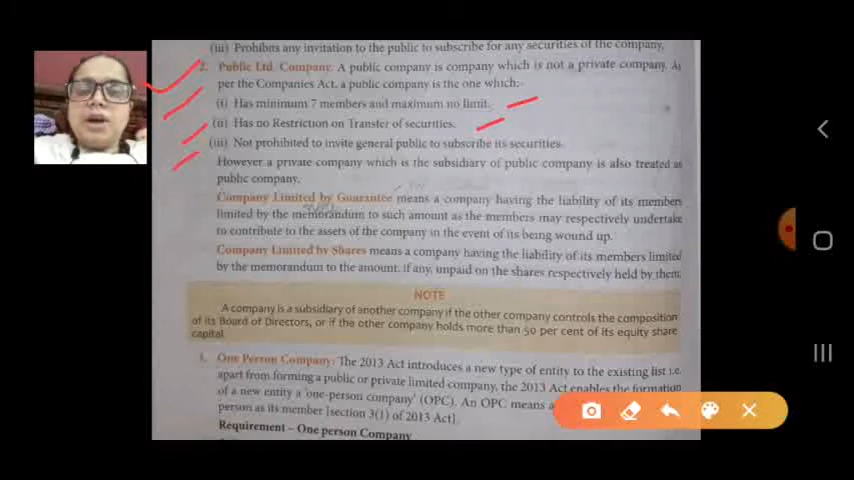 (iii) Prohibits any invitation to the public to subscribe for any securities of the company.
2. Public Ltd. Company: A public company is company which is not a private company. As
per the Companies Act, a public company is the one which:-
(i) Has minimum 7 members and maximum no limit.
(ii) Has no Restriction on Transfer of securities.
(iii) Not prohibited to invite general public to subscribe its securities.
However a private company which is the subsidiary of public company is also treated as
public company.
Company Limited by Guarantee means a company having the liability of its members
limited by the memorandum to such amount as the members may respectively undertake
to contribute to the assets of the company in the event of its being wound up.
Company Limited by Shares means a company having the liability of its members limited
by the memorandum to the amount, if any, unpaid on the shares respectively held by them.
NOTE
A company is a subsidiary of another company if the other company controls the composition
of its Board of Directors, or if the other company holds more than 50 per cent of its equity share
capital.
3. One Person Company: The 2013 Act introduces a new type of entity to the existing list i.e.
apart from forming a public or private limited company, the 2013 Act enables the formation
of a new entity a 'one-person company' (OPC). An OPC means a
person as its member [section 3(1) of 2013 Act].
Requirement – One person Company